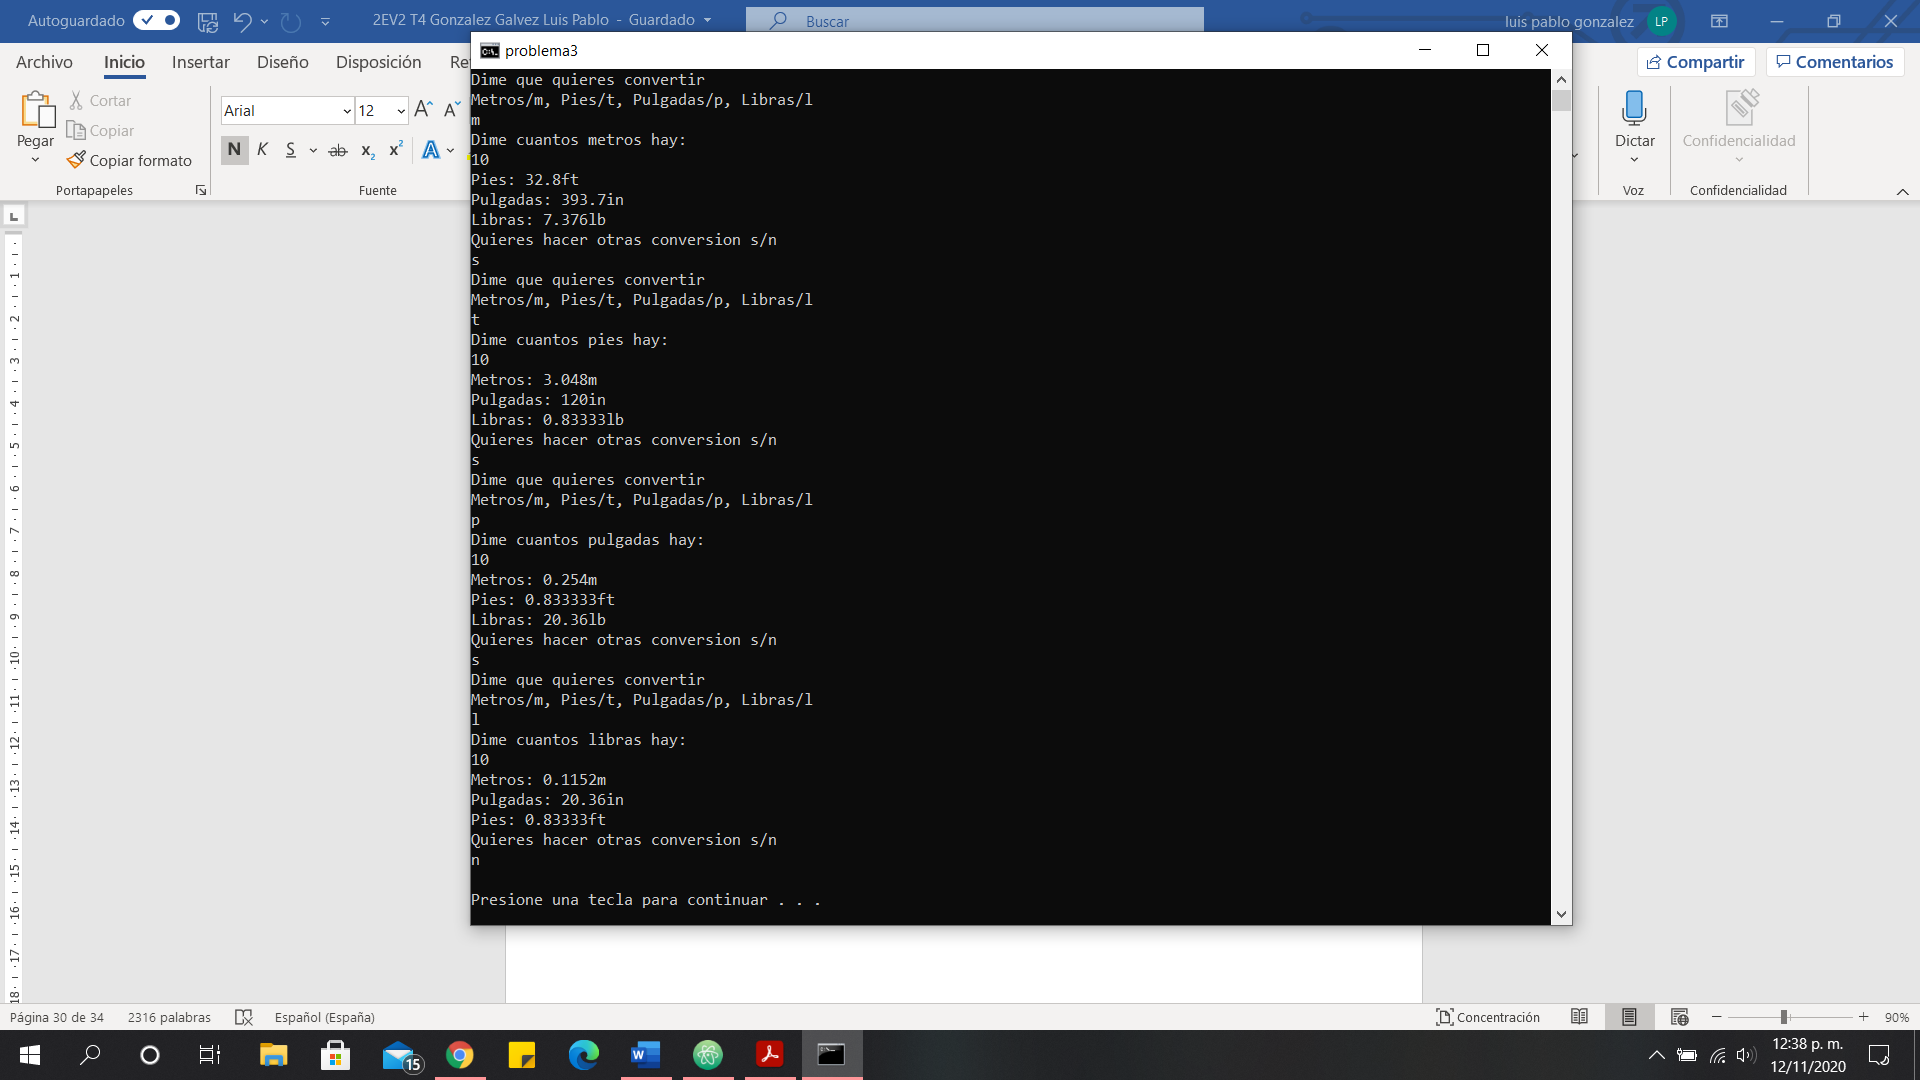 Autoguardado
2EV2 T4 Gonzalez Galvez Luis Pablo - Guardado
Buscar
luis pablo gonzalez
LP
Archivo
Inicio
Insertar
Diseño
Disposición
Compartir
Comentarios
Pegar
Cortar
Copiar
Copiar formato
Portapapeles
Arial
12
N
K
S
ab
x₂
x²
A
Fuente
Dictar
Voz
Confidencialidad
Confidencialidad
problema3
Dime que quieres convertir
Metros/m, Pies/t, Pulgadas/p, Libras/l
m
Dime cuantos metros hay:
10
Pies: 32.8ft
Pulgadas: 393.7in
Libras: 7.376lb
Quieres hacer otras conversion s/n
s
Dime que quieres convertir
Metros/m, Pies/t, Pulgadas/p, Libras/l
t
Dime cuantos pies hay:
10
Metros: 3.048m
Pulgadas: 120in
Libras: 0.83333lb
Quieres hacer otras conversion s/n
s
Dime que quieres convertir
Metros/m, Pies/t, Pulgadas/p, Libras/l
p
Dime cuantos pulgadas hay:
10
Metros: 0.254m
Pies: 0.833333ft
Libras: 20.36lb
Quieres hacer otras conversion s/n
s
Dime que quieres convertir
Metros/m, Pies/t, Pulgadas/p, Libras/l
l
Dime cuantos libras hay:
10
Metros: 0.1152m
Pulgadas: 20.36in
Pies: 0.83333ft
Quieres hacer otras conversion s/n
n
Presione una tecla para continuar . . .
Página 30 de 34
2316 palabras
Español (España)
Concentración
90%
15
12:38 p. m.
12/11/2020